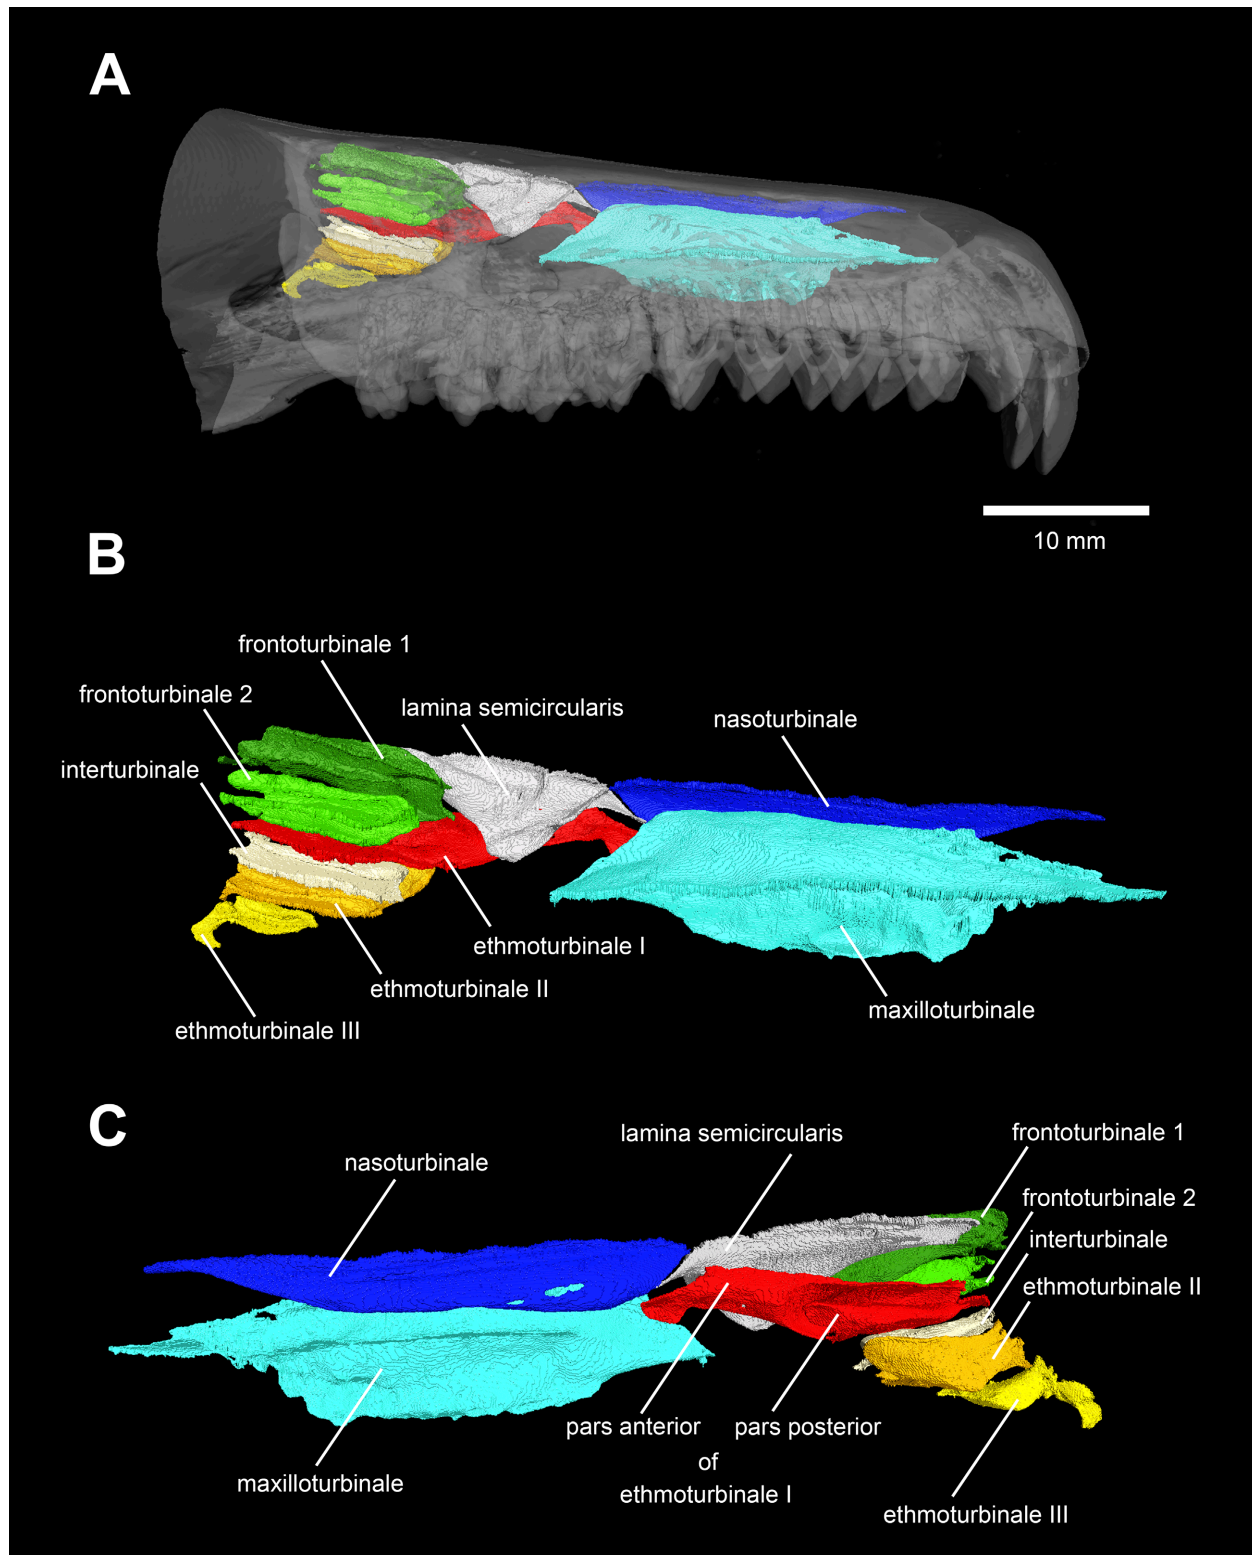 A
10 mm
B
frontoturbinale 1
frontoturbinale 2
lamina semicircularis
nasoturbinale
interturbinale
ethmoturbinale I
ethmoturbinale II
maxilloturbinale
ethmoturbinale III
C
lamina semicircularis
frontoturbinale 1
nasoturbinale
frontoturbinale 2
interturbinale
ethmoturbinale II
pars anterior
pars posterior
of
ethmoturbinale I
maxilloturbinale
ethmoturbinale III